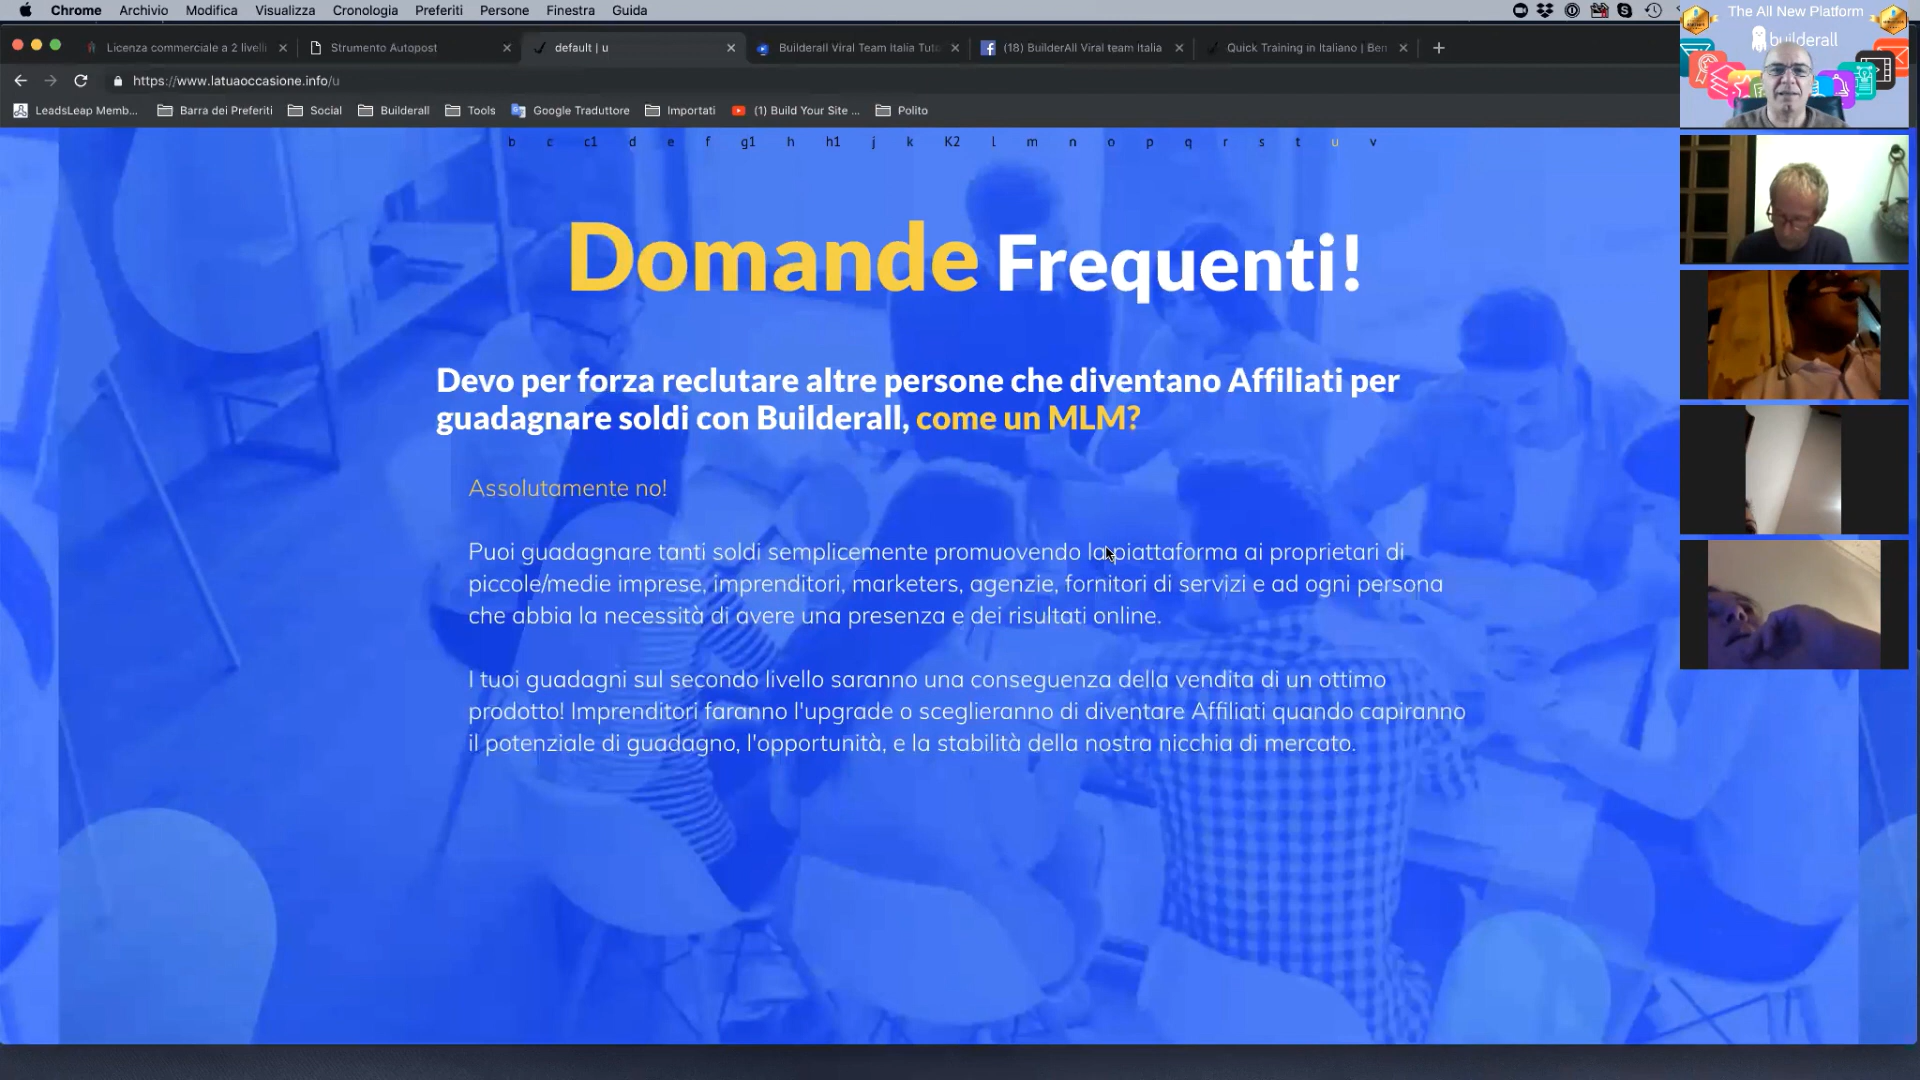 Chrome Archivio Modifica Visualizza Cronologia Preferiti Persone Finestra Guida
Licenza commerciale a 2 livelli
Strumento Autopost
default | u
Builderall Viral Team Italia Tut
(18) BuilderAll Viral team Italia
Quick Training in Italiano | Ben
https://www.latuaoccasione.info/u
LeadsLeap Memb... Barra dei Preferiti Social Builderall Tools Google Traduttore Importati (1) Build Your Site ... Polito
The All New Platform
builderall
b c c1 d e f g1 h h1 j k K2 l m n o p q r s t u v
Domande Frequenti!
Devo per forza reclutare altre persone che diventano Affiliati per
guadagnare soldi con Builderall, come un MLM?
Assolutamente no!
Puoi guadagnare tanti soldi semplicemente promuovendo la piattaforma ai proprietari di
piccole/medie imprese, imprenditori, marketers, agenzie, fornitori di servizi e ad ogni persona
che abbia la necessità di avere una presenza e dei risultati online.
I tuoi guadagni sul secondo livello saranno una conseguenza della vendita di un ottimo
prodotto! Imprenditori faranno l'upgrade o sceglieranno di diventare Affiliati quando capiranno
il potenziale di guadagno, l'opportunità, e la stabilità della nostra nicchia di mercato.